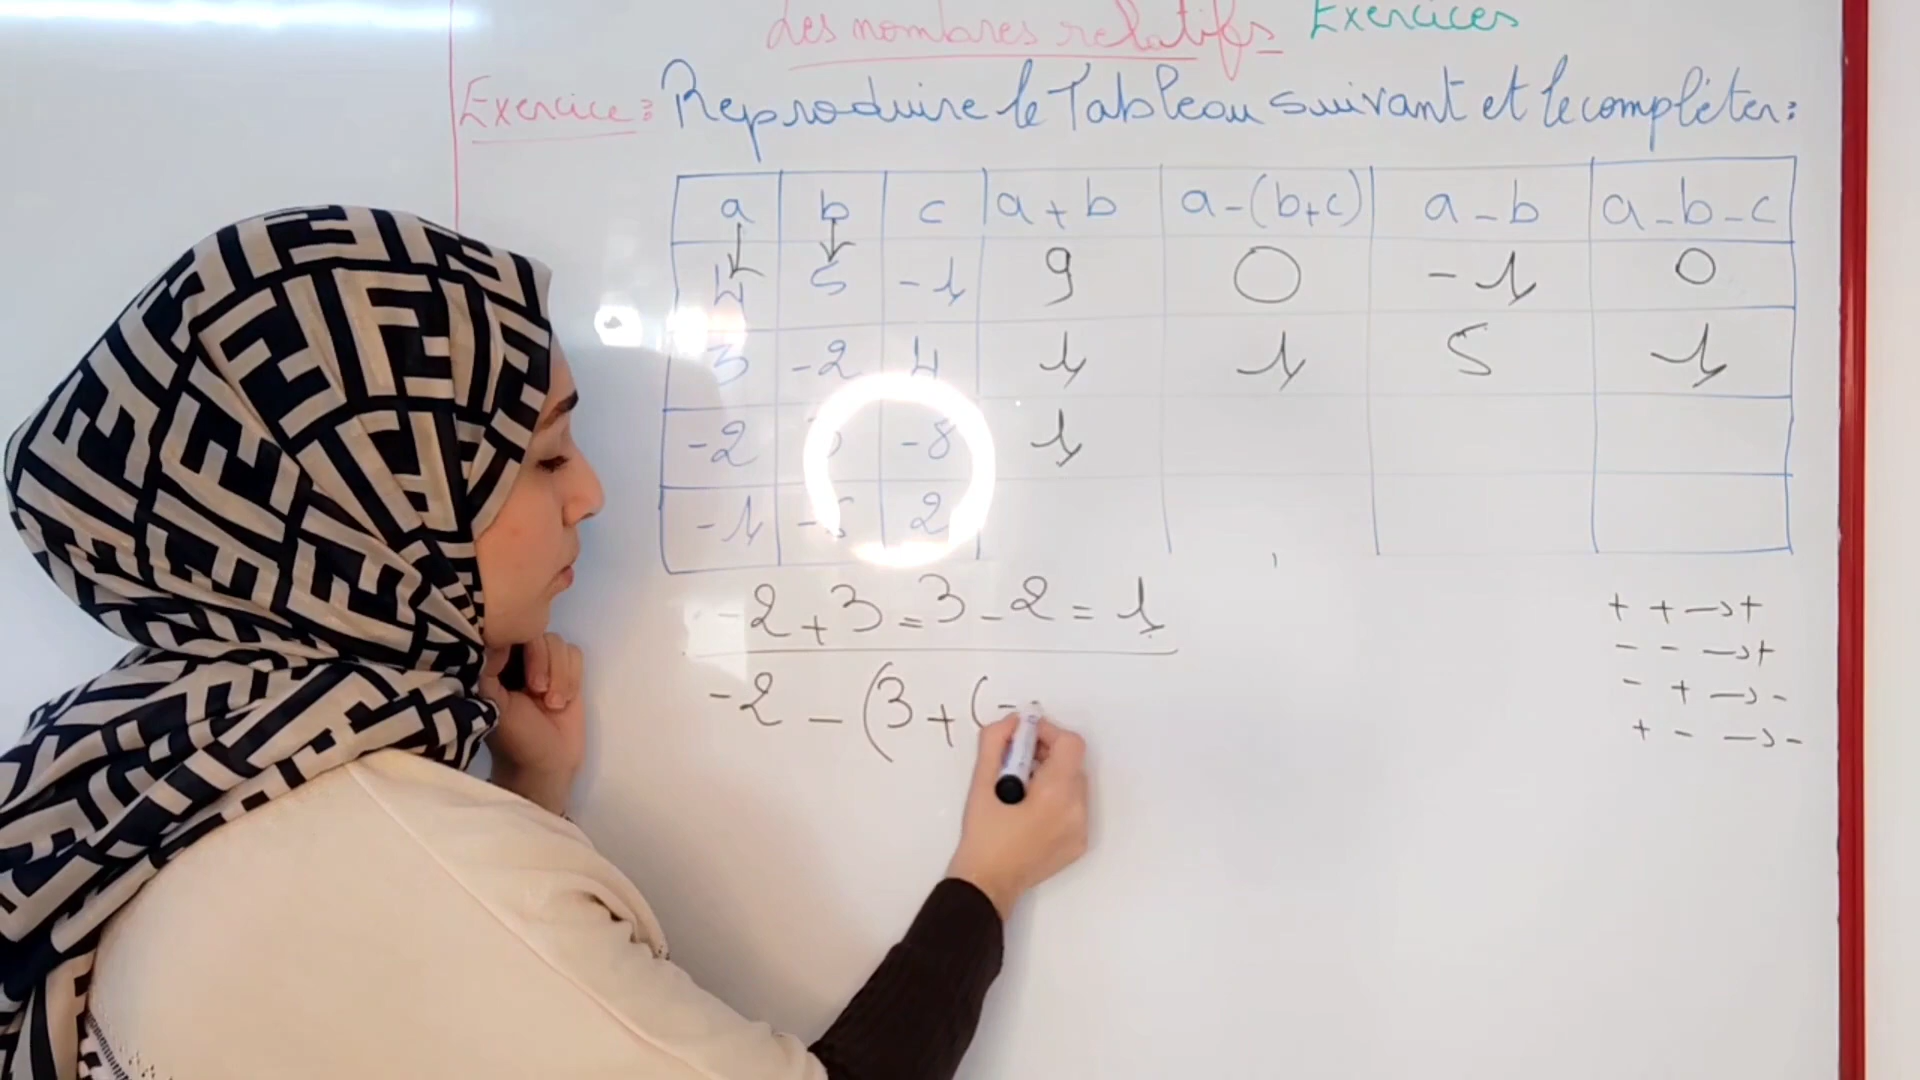 Les nombres relatifs Exercices
Exercice : Reproduire le Tableau suivant et le compléter :
a b c a + b a - (b + c) a - b a - b - c
4 5 -1 9 0 -1 0
3 -2 4 1 1 5 1
-2 3 -8 1
-1 2
-2 + 3 = 3 - 2 = 1
-2 - (3 + (-
+ + → +
- - → +
- + → -
+ - → -